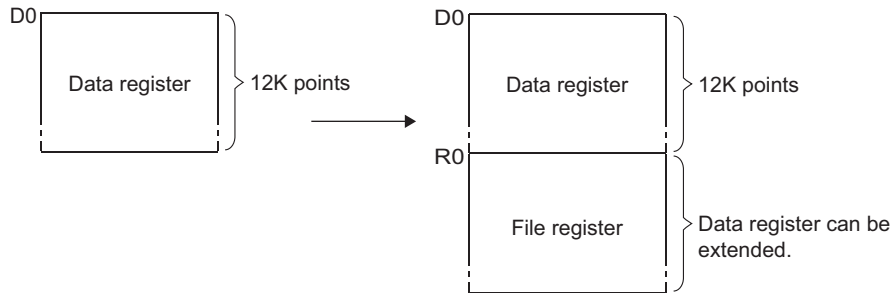 D0
Data register
12K points
D0
Data register
12K points
R0
File register
Data register can be
extended.